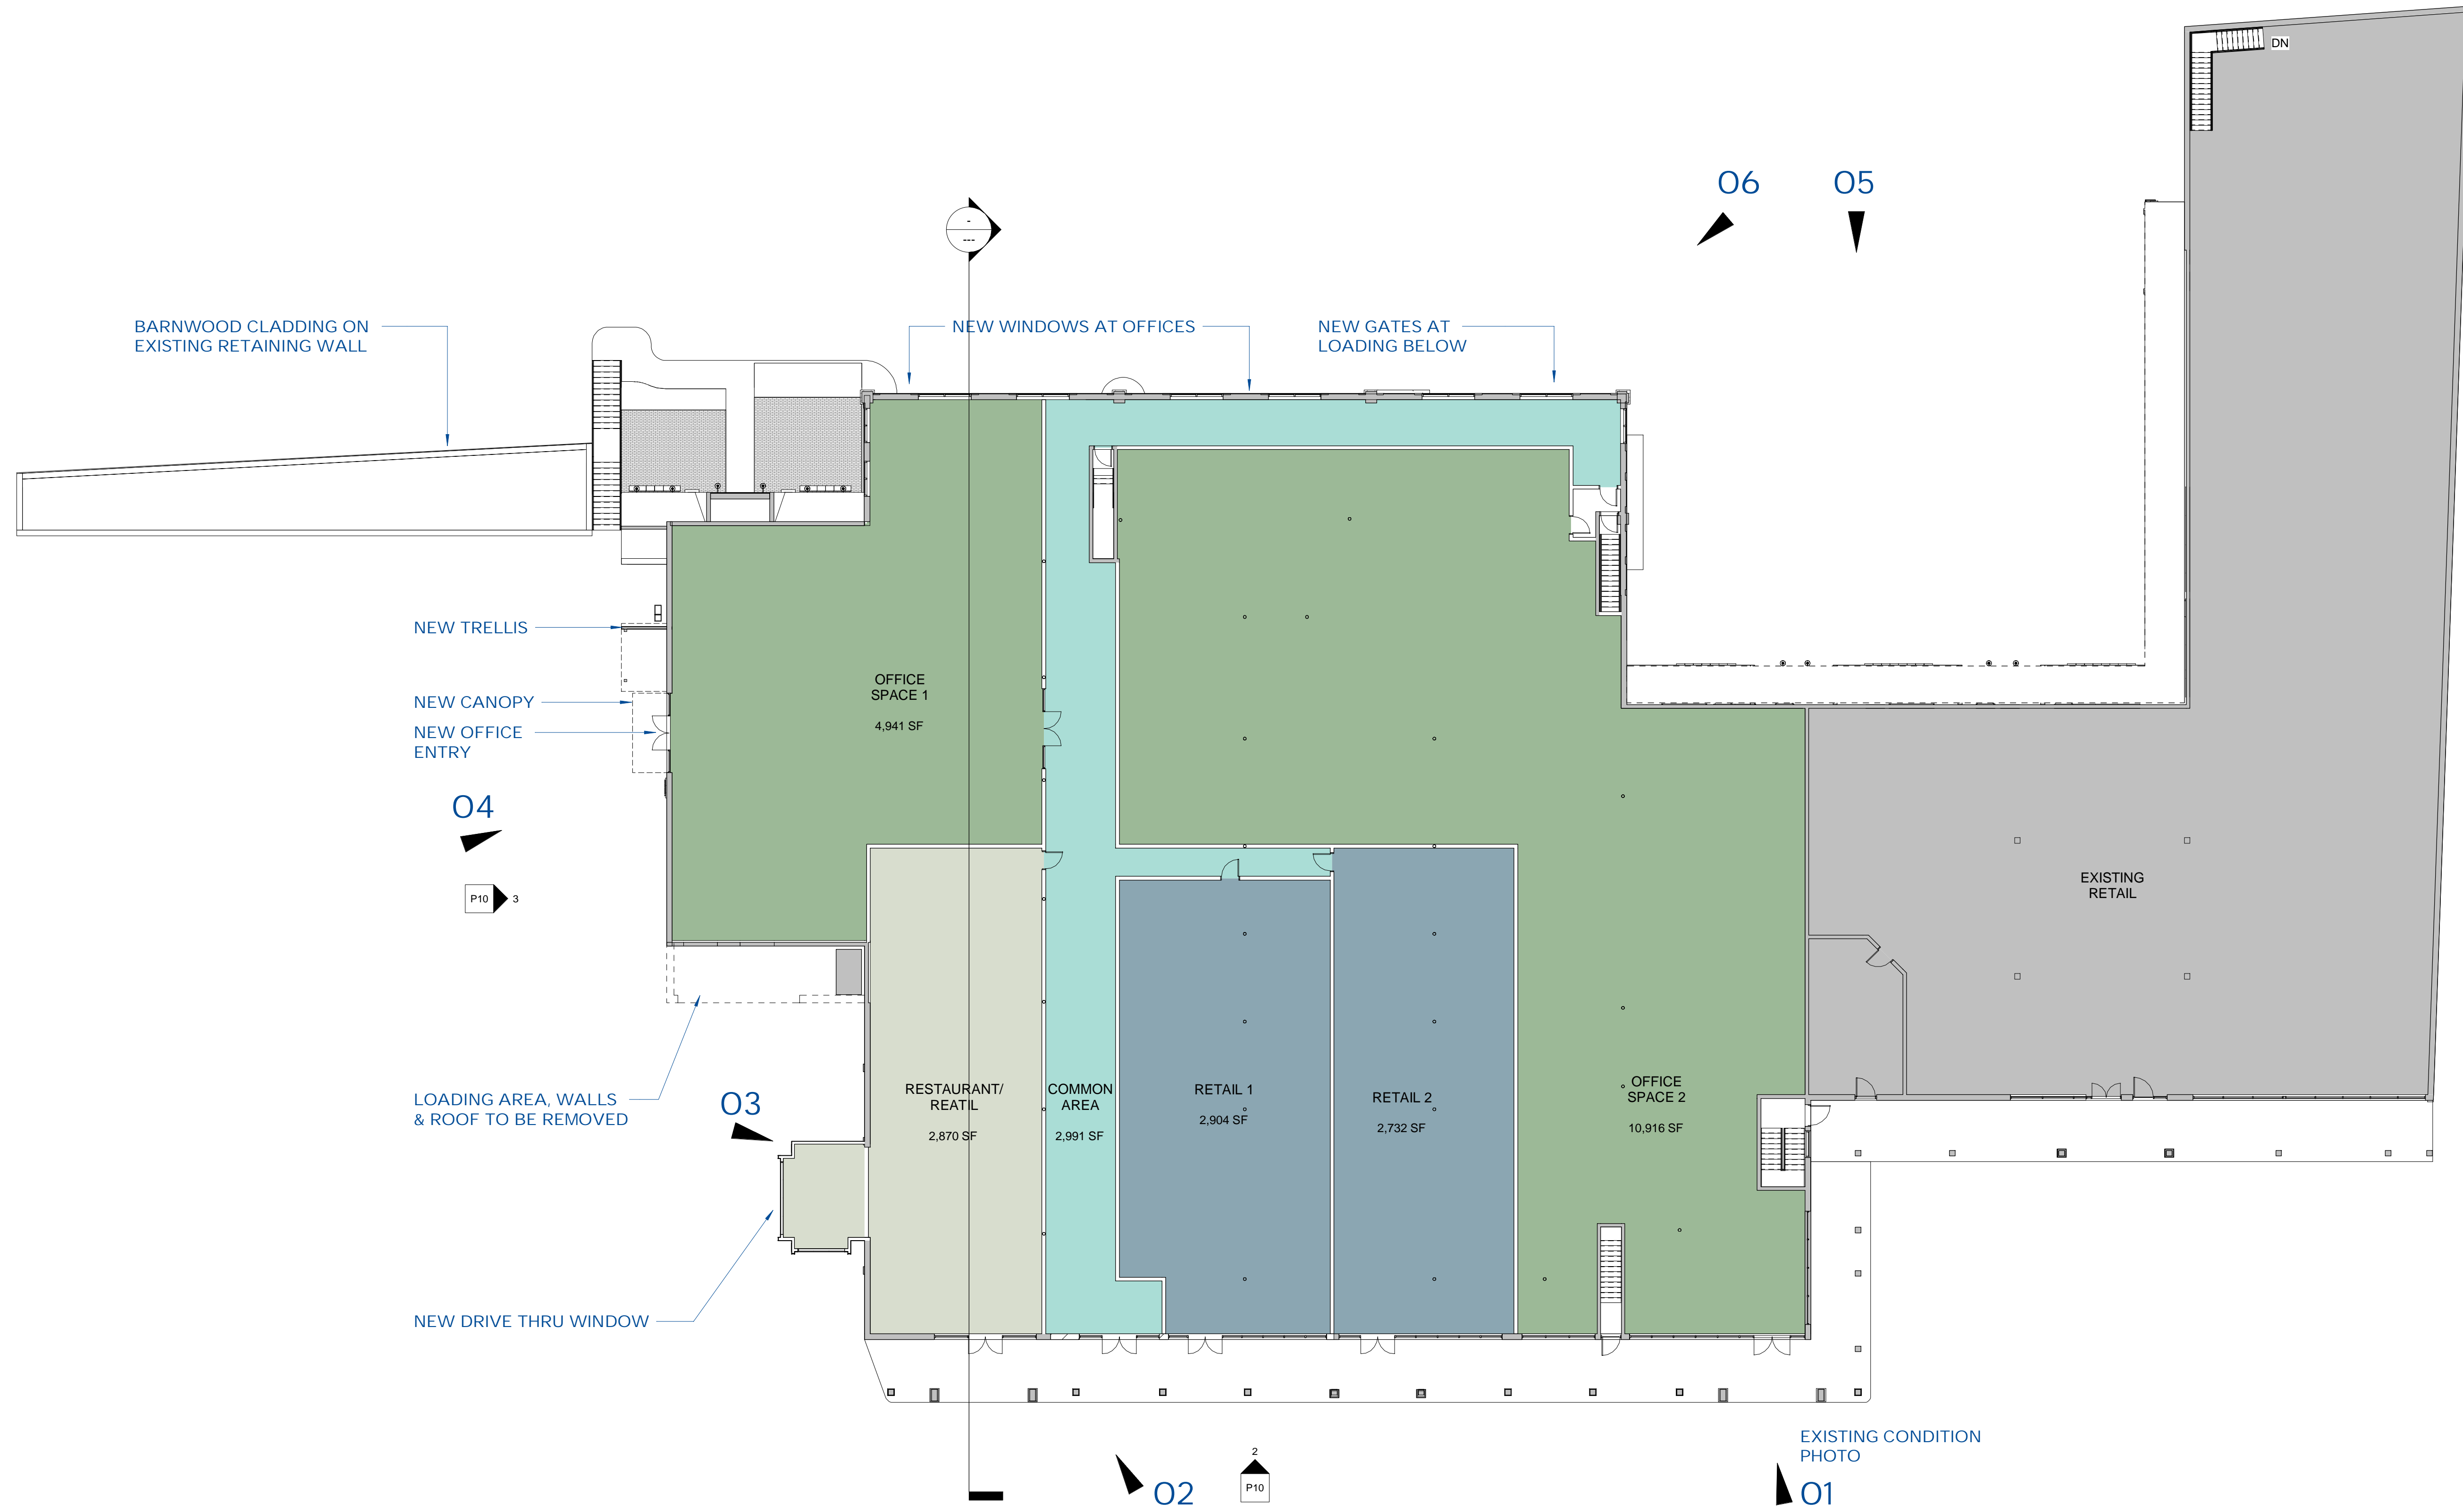 DN
06
05
-
---
BARNWOOD CLADDING ON
EXISTING RETAINING WALL
NEW WINDOWS AT OFFICES
NEW GATES AT
LOADING BELOW
NEW TRELLIS
OFFICE
SPACE 1
4,941 SF
NEW CANOPY
NEW OFFICE
ENTRY
04
P10
3
EXISTING
RETAIL
LOADING AREA, WALLS
& ROOF TO BE REMOVED
03
RESTAURANT/
REATIL
2,870 SF
COMMON
AREA
2,991 SF
RETAIL 1
2,904 SF
RETAIL 2
2,732 SF
OFFICE
SPACE 2
10,916 SF
NEW DRIVE THRU WINDOW
02
2
P10
EXISTING CONDITION
PHOTO
01